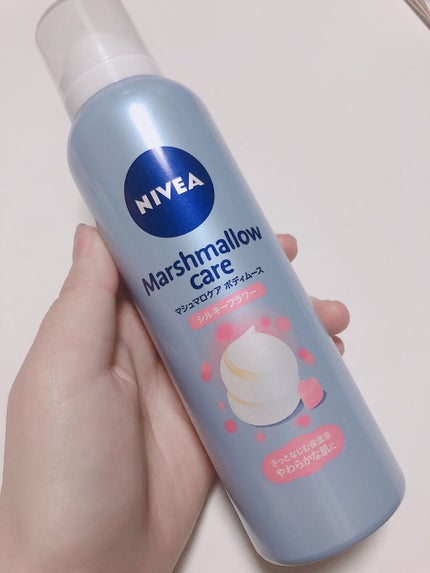 NIVEA
Marshmallow
care
マシュマロケア ボディムース
シルキーフラワー
さっとなじむ保湿泡
やわらかな肌に